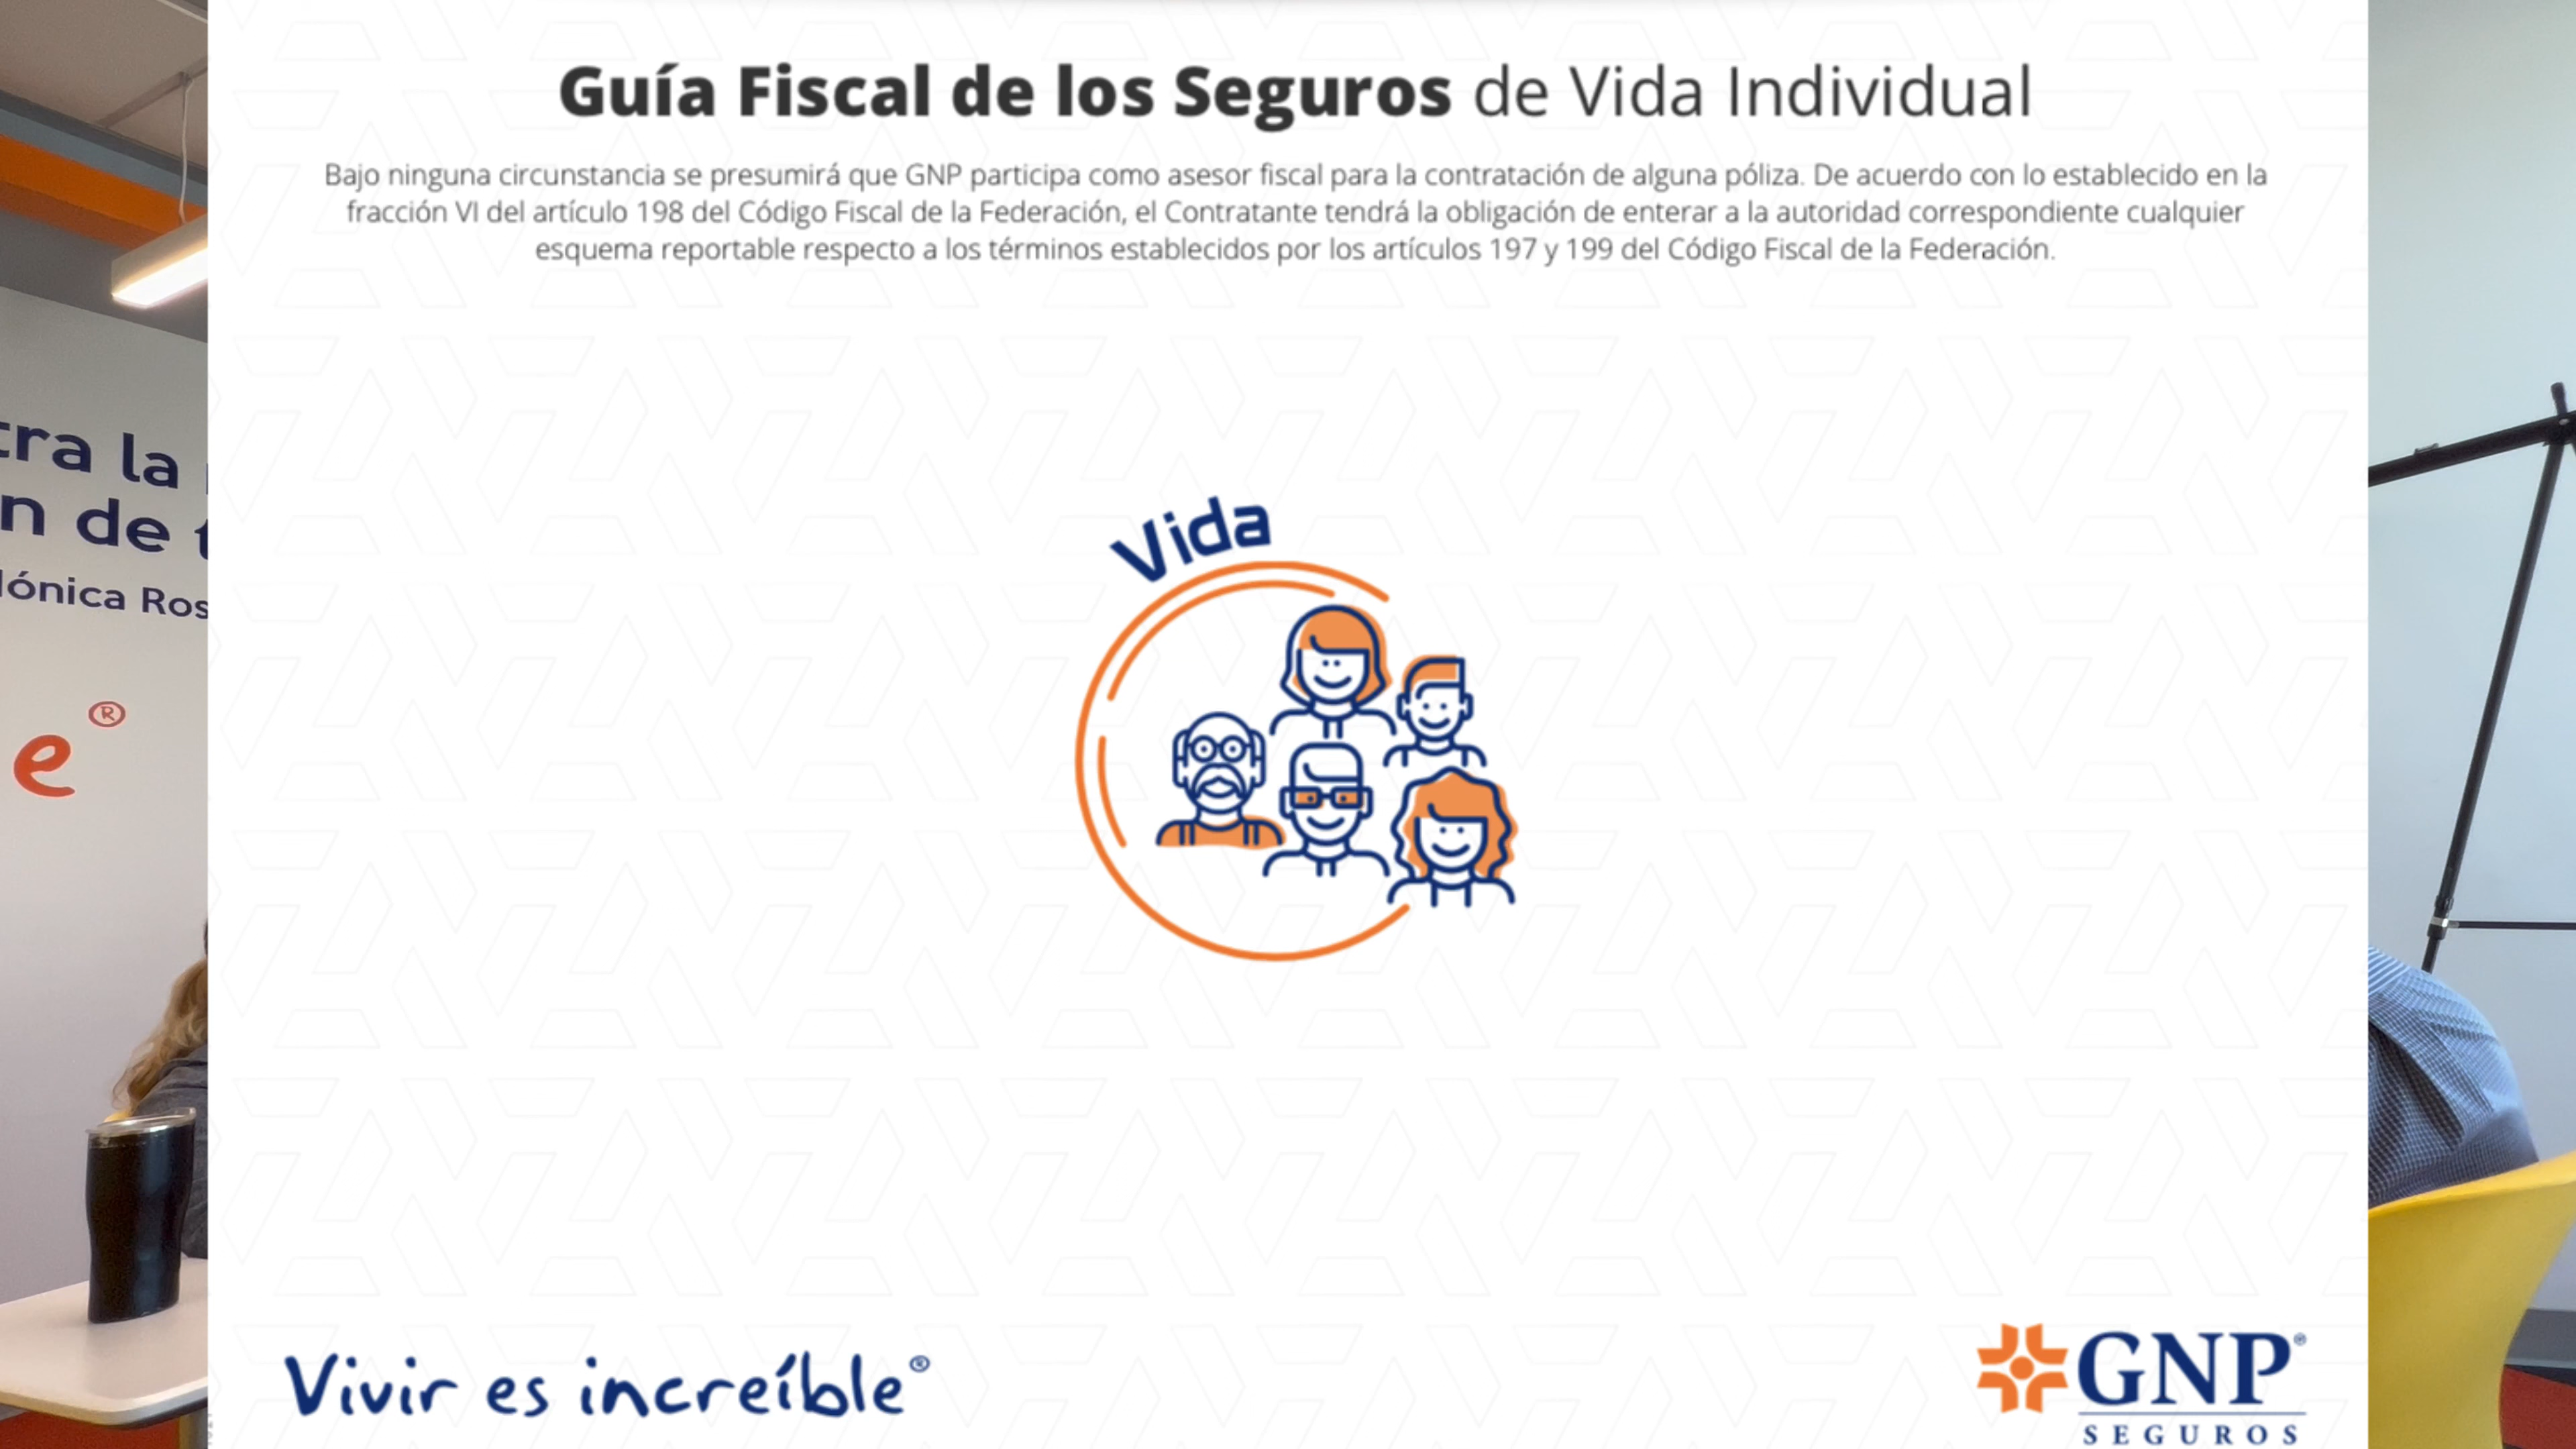 Guía Fiscal de los Seguros de Vida Individual
Bajo ninguna circunstancia se presumirá que GNP participa como asesor fiscal para la contratación de alguna póliza. De acuerdo con lo establecido en la
fracción VI del artículo 198 del Código Fiscal de la Federación, el Contratante tendrá la obligación de enterar a la autoridad correspondiente cualquier
esquema reportable respecto a los términos establecidos por los artículos 197 y 199 del Código Fiscal de la Federación.
tra la
n de
ónica Ros
e®
Vida
Vivir es increíble®
GNP®
SEGUROS